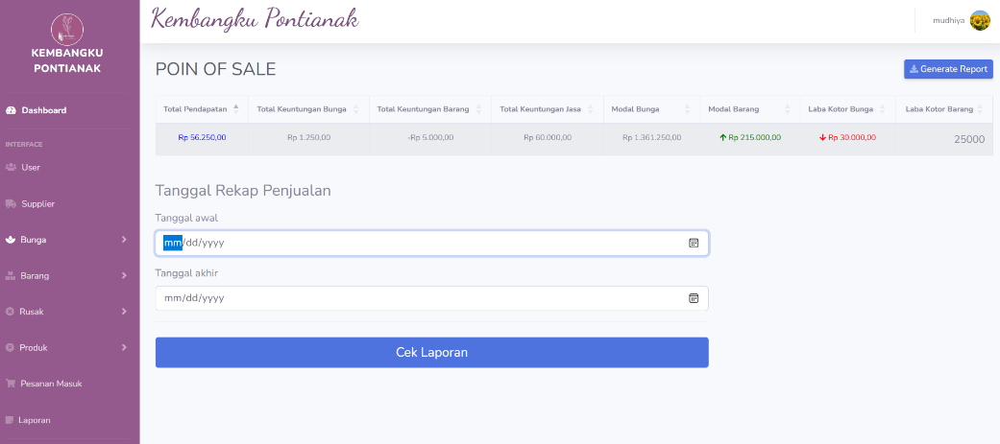 KEMBANGKU
PONTIANAK
Dashboard
INTERFACE
User
Supplier
Bunga
Barang
Rusak
Produk
Pesanan Masuk
Laporan
Kembangku Pontianak
mudhiya
POIN OF SALE
Generate Report
Total Pendapatan Total Keuntungan Bunga Total Keuntungan Barang Total Keuntungan Jasa Modal Bunga Modal Barang Laba Kotor Bunga Laba Kotor Barang
Rp 56.250,00 Rp 1.250,00 -Rp 5.000,00 Rp 60.000,00 Rp 1.361.250,00 Rp 215.000,00 Rp 30.000,00 25000
Tanggal Rekap Penjualan
Tanggal awal
mm/dd/yyyy
Tanggal akhir
mm/dd/yyyy
Cek Laporan